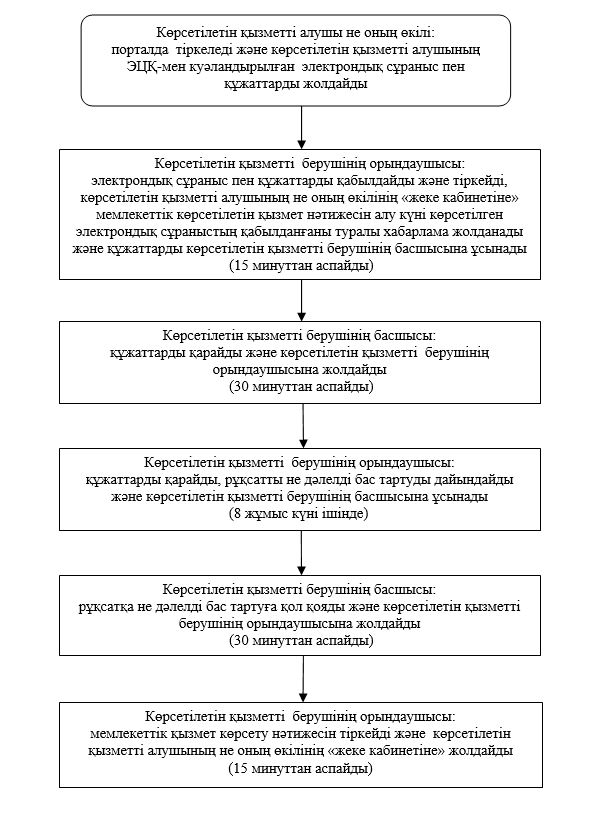 Көрсетілетін қызметті алушы не оның өкілі:
порталда тіркеледі және көрсетілетін қызметті алушының
ЭЦҚ-мен куәландырылған электрондық сұраныс пен
құжаттарды жолдайды
Көрсетілетін қызметті берушінің орындаушысы:
электрондық сұраныс пен құжаттарды қабылдайды және тіркейді,
көрсетілетін қызметті алушының не оның өкілінің «жеке кабинетіне»
мемлекеттік көрсетілетін қызмет нәтижесін алу күні көрсетілген
электрондық сұраныстың қабылданғаны туралы хабарлама жолданады
және құжаттарды көрсетілетін қызметті берушінің басшысына ұсынады
(15 минуттан аспайды)
Көрсетілетін қызметті берушінің басшысы:
құжаттарды қарайды және көрсетілетін қызметті берушінің
орындаушысына жолдайды
(30 минуттан аспайды)
Көрсетілетін қызметті берушінің орындаушысы:
құжаттарды қарайды, рұқсатты не дәлелді бас тартуды дайындайды
және көрсетілетін қызметті берушінің басшысына ұсынады
(8 жұмыс күні ішінде)
Көрсетілетін қызметті берушінің басшысы:
рұқсатқа не дәлелді бас тартуға қол қояды және көрсетілетін қызметті
берушінің орындаушысына жолдайды
(30 минуттан аспайды)
Көрсетілетін қызметті берушінің орындаушысы:
мемлекеттік қызмет көрсету нәтижесін тіркейді және көрсетілетін
қызметті алушының не оның өкілінің «жеке кабинетіне» жолдайды
(15 минуттан аспайды)